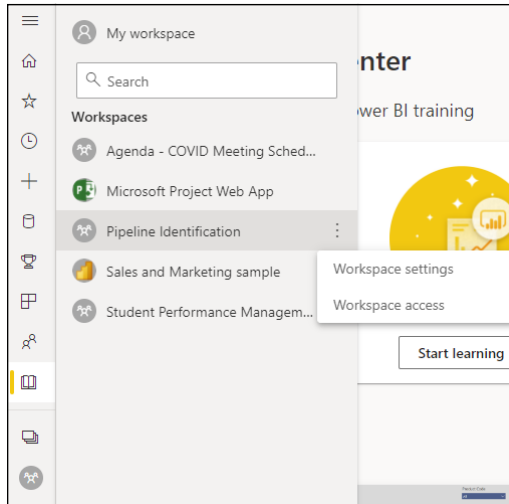 My workspace
Search
Workspaces
Agenda - COVID Meeting Sched...
Microsoft Project Web App
Pipeline Identification
Sales and Marketing sample
Student Performance Managem...
nter
ower BI training
Workspace settings
Workspace access
Start learning